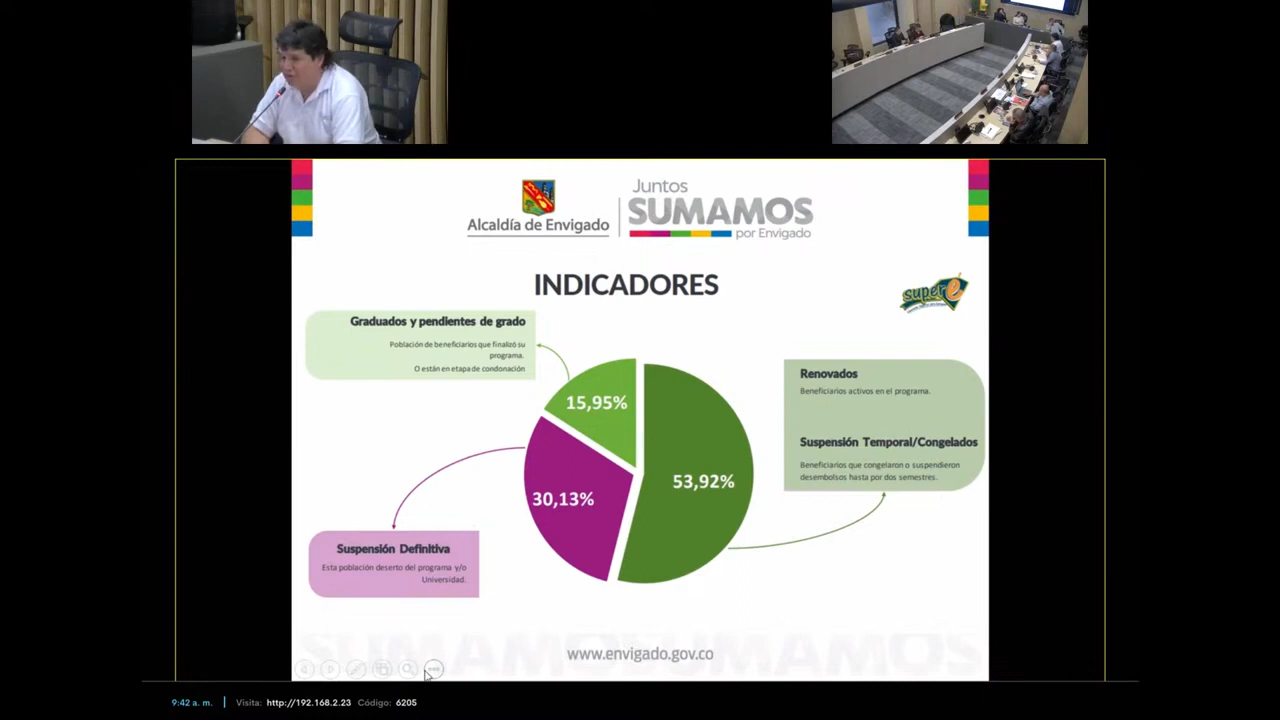 Juntos
SUMAMOS
por Envigado
Alcaldía de Envigado
INDICADORES
super é
Graduados y pendientes de grado
Población de beneficiarios que finalizó su
programa.
O están en etapa de condonación
15,95%
53,92%
30,13%
Renovados
Beneficiarios activos en el programa.
Suspensión Temporal/Congelados
Beneficiarios que congelaron o suspendieron
desembolsos hasta por dos semestres.
Suspensión Definitiva
Esta población deserto del programa y/o
Universidad.
www.envigado.gov.co
9:42 a. m. | Visita: http://192.168.2.23 Código: 6205